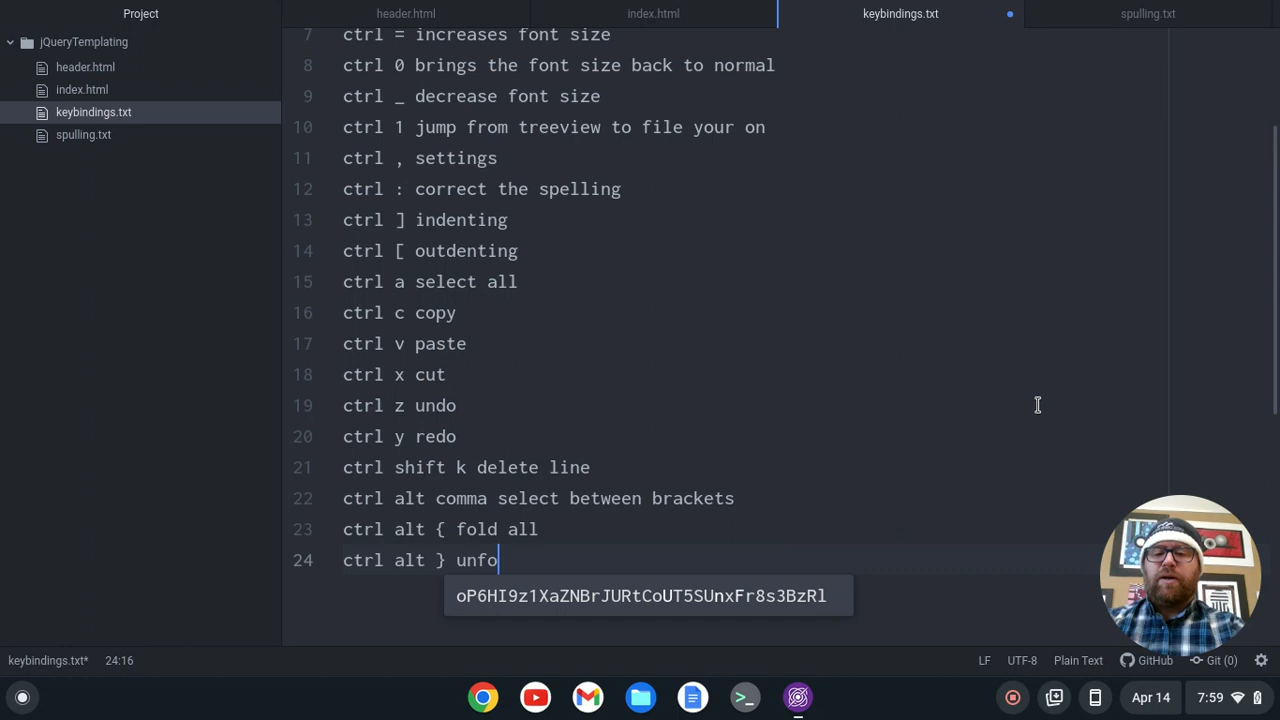 Project
header.html
index.html
keybindings.txt
spulling.txt
jQueryTemplating
header.html
index.html
keybindings.txt
spulling.txt
7 ctrl = increases font size
8 ctrl 0 brings the font size back to normal
9 ctrl _ decrease font size
10 ctrl 1 jump from treeview to file your on
11 ctrl , settings
12 ctrl : correct the spelling
13 ctrl ] indenting
14 ctrl [ outdenting
15 ctrl a select all
16 ctrl c copy
17 ctrl v paste
18 ctrl x cut
19 ctrl z undo
20 ctrl y redo
21 ctrl shift k delete line
22 ctrl alt comma select between brackets
23 ctrl alt { fold all
24 ctrl alt } unfo
oP6HI9z1XaZNBrJURtCoUT5SUnxFr8s3BzRl
keybindings.txt* 24:16 LF UTF-8 Plain Text GitHub Git (0)
Apr 14 7:59